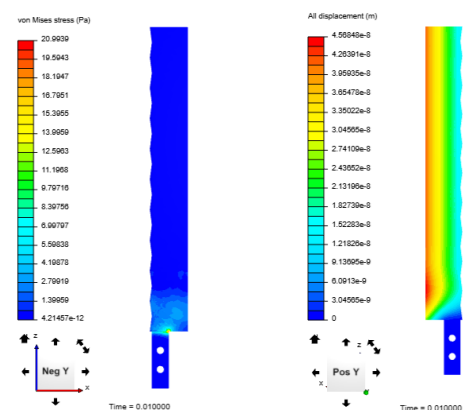 von Mises stress (Pa)
20.9939
19.5943
18.1947
16.7951
15.3955
13.9959
12.5963
11.1968
9.79716
8.39756
6.99797
5.59838
4.19878
2.79919
1.39959
4.21457e-12
z
Neg Y
x
Time = 0.010000
All displacement (m)
4.56848e-8
4.26391e-8
3.95935e-8
3.65478e-8
3.35022e-8
3.04565e-8
2.74109e-8
2.43652e-8
2.13196e-8
1.82739e-8
1.52283e-8
1.21826e-8
9.13695e-9
6.0913e-9
3.04565e-9
0
z
Pos Y
x
Time = 0.010000